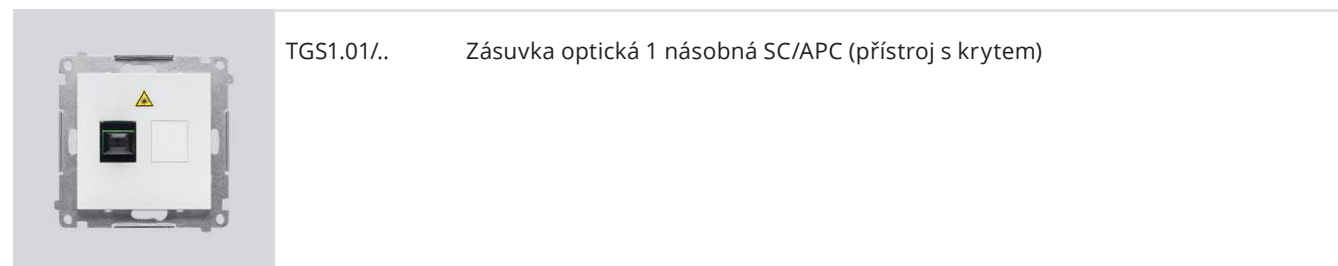 TGS1.01/.. Zásuvka optická 1 násobná SC/APC (přístroj s krytem)